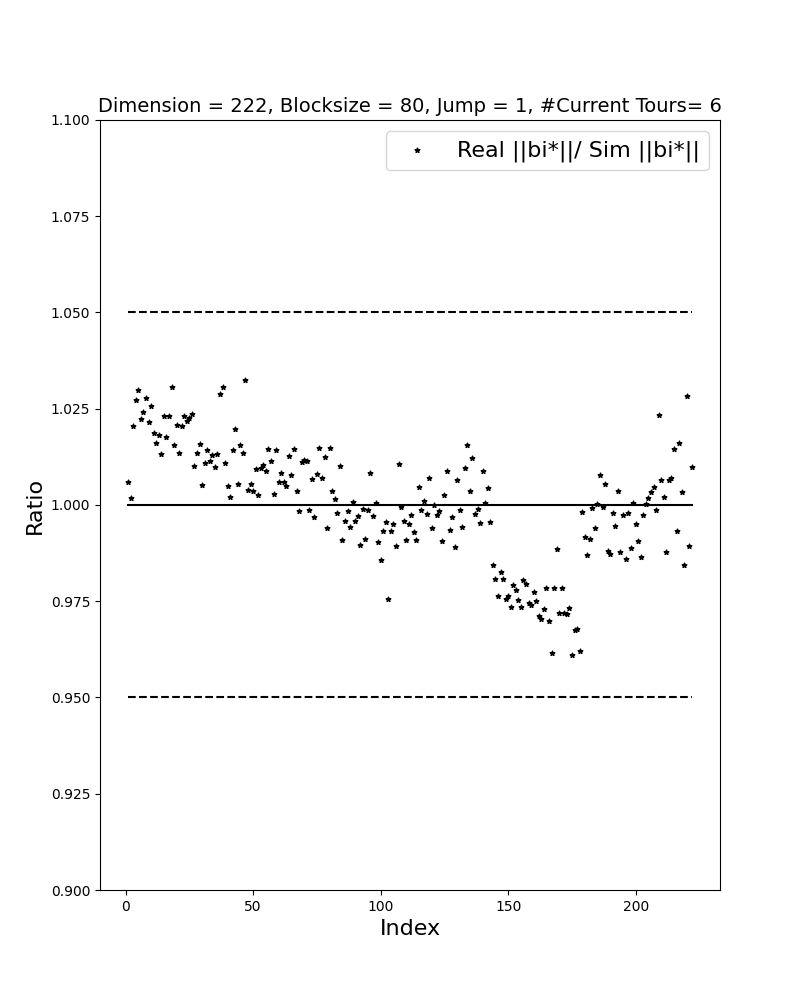 Dimension = 222, Blocksize = 80, Jump = 1, #Current Tours= 6
Real ||bi*||/ Sim ||bi*||
1.100
1.075
1.050
1.025
1.000
0.975
0.950
0.925
0.900
Ratio
0 50 100 150 200
Index